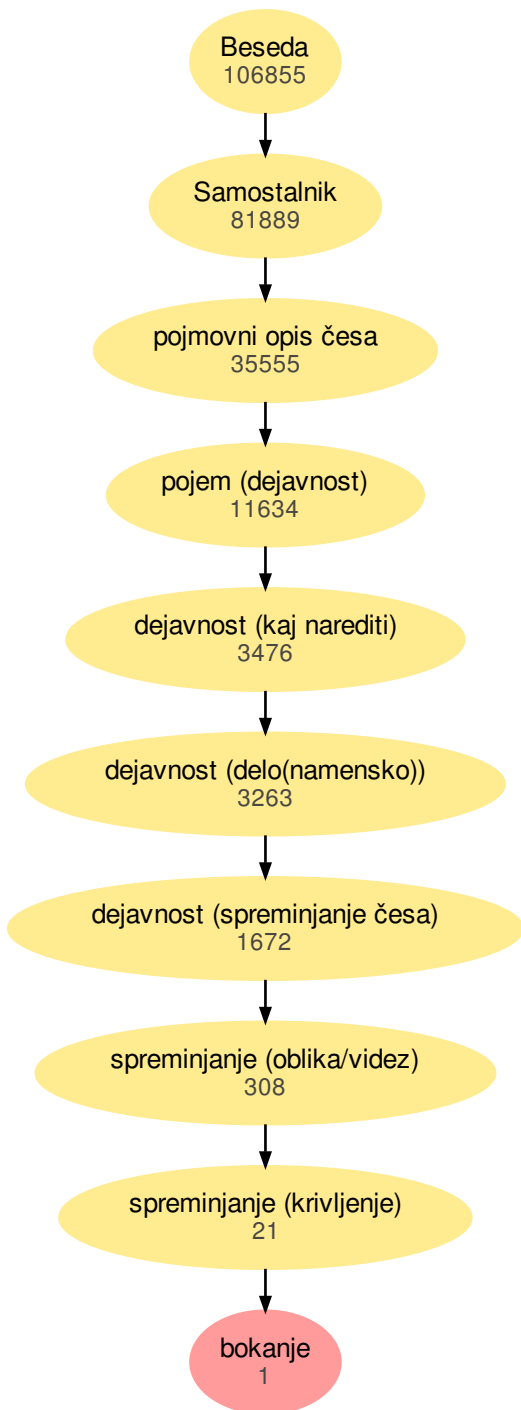 Beseda
106855
Samostalnik
81889
pojmovni opis česa
35555
pojem (dejavnost)
11634
dejavnost (kaj narediti)
3476
dejavnost (delo(namensko))
3263
dejavnost (spreminjanje česa)
1672
spreminjanje (oblika/videz)
308
spreminjanje (krivljenje)
21
bokanje
1